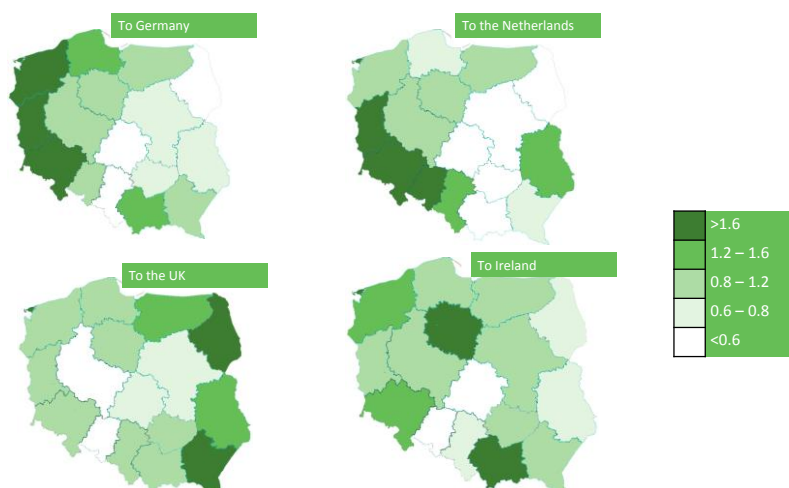 To Germany
To the Netherlands
To the UK
To Ireland
>1.6
1.2 – 1.6
0.8 – 1.2
0.6 – 0.8
<0.6